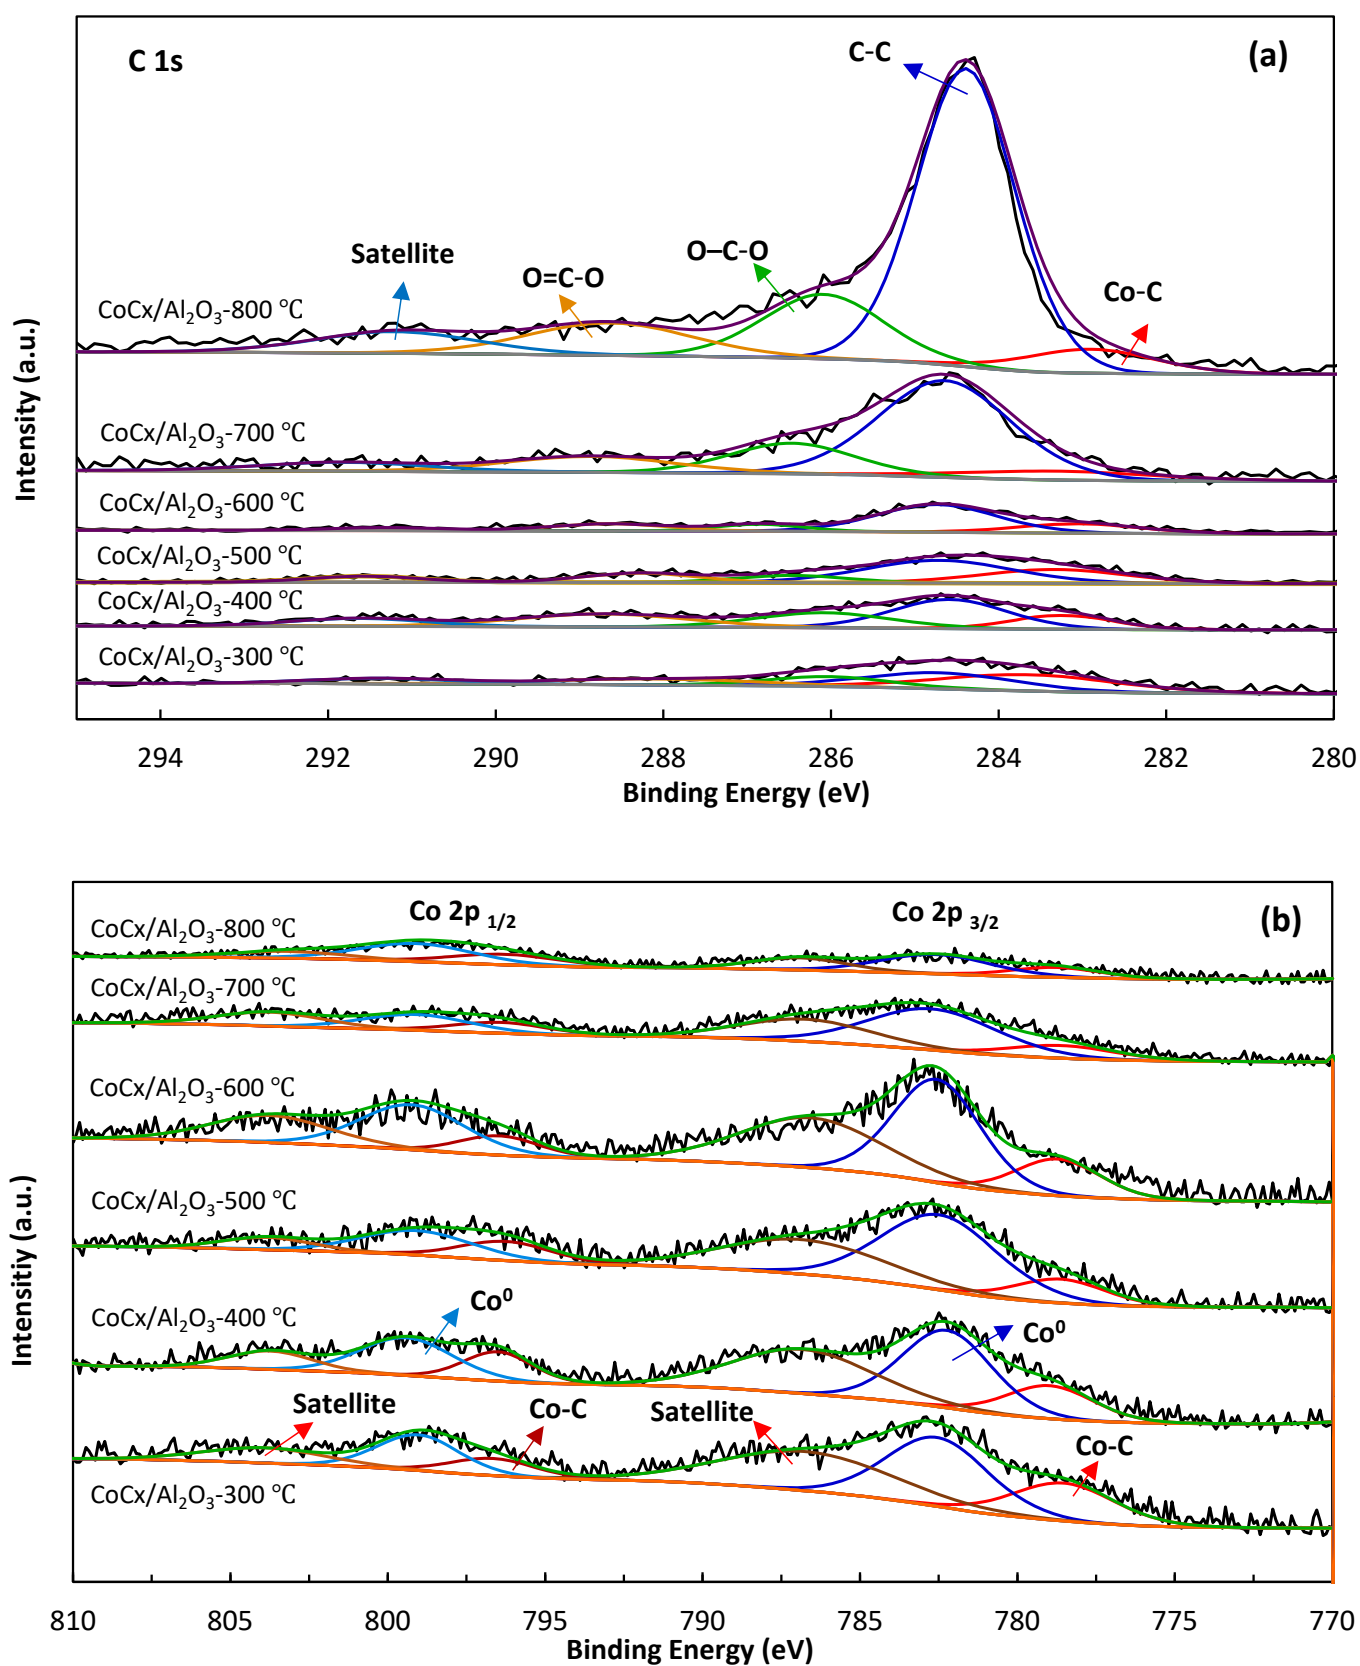 C 1s
C-C
(a)
Satellite
O=C-O
O–C-O
Co-C
CoCx/Al₂O₃-800 ℃
CoCx/Al₂O₃-700 ℃
CoCx/Al₂O₃-600 ℃
CoCx/Al₂O₃-500 ℃
CoCx/Al₂O₃-400 ℃
CoCx/Al₂O₃-300 ℃
Intensity (a.u.)
294 292 290 288 286 284 282 280
Binding Energy (eV)
Co 2p 1/2
Co 2p 3/2
(b)
CoCx/Al₂O₃-800 ℃
CoCx/Al₂O₃-700 ℃
CoCx/Al₂O₃-600 ℃
CoCx/Al₂O₃-500 ℃
CoCx/Al₂O₃-400 ℃
Co⁰
Co⁰
Satellite
Co-C
Satellite
Co-C
CoCx/Al₂O₃-300 ℃
Intensitiy (a.u.)
810 805 800 795 790 785 780 775 770
Binding Energy (eV)